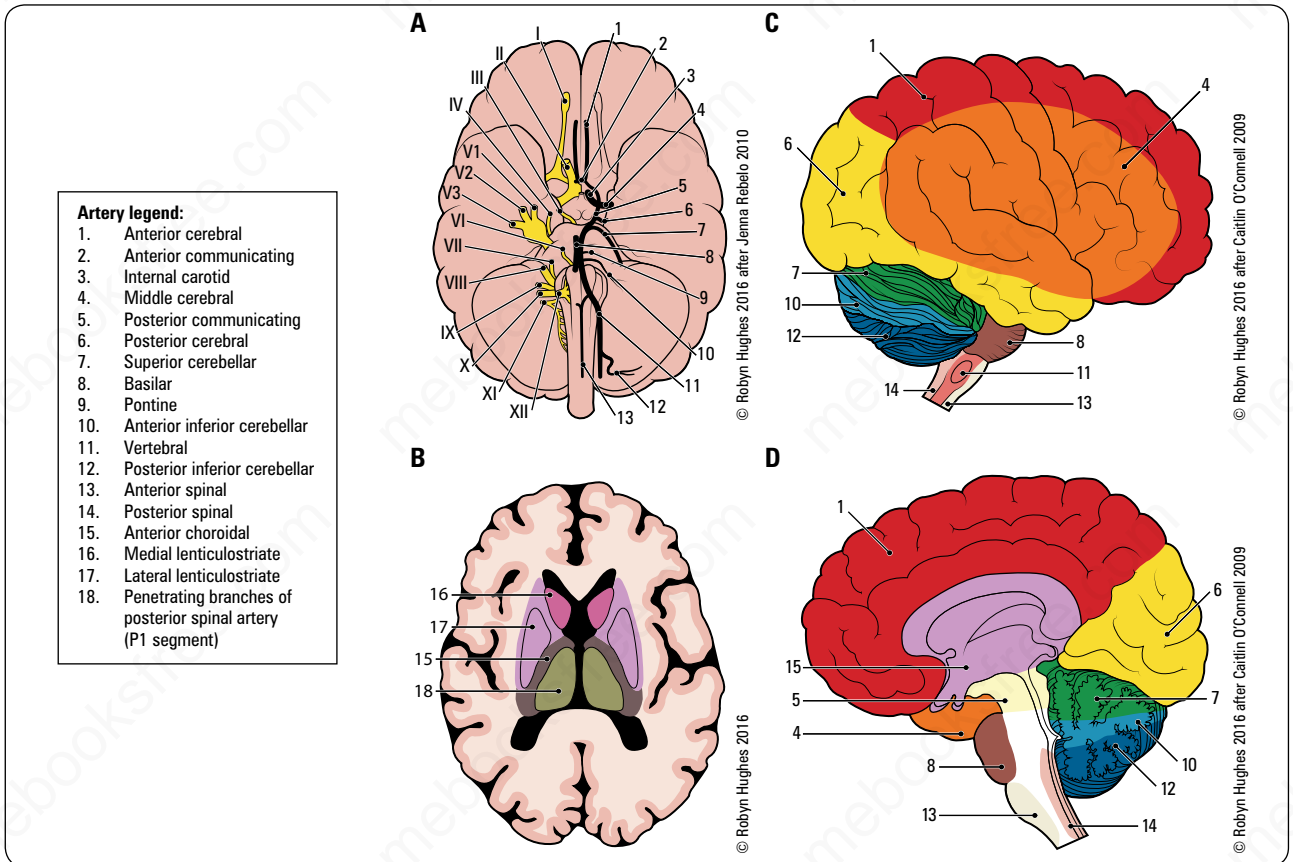 Artery legend:
1. Anterior cerebral
2. Anterior communicating
3. Internal carotid
4. Middle cerebral
5. Posterior communicating
6. Posterior cerebral
7. Superior cerebellar
8. Basilar
9. Pontine
10. Anterior inferior cerebellar
11. Vertebral
12. Posterior inferior cerebellar
13. Anterior spinal
14. Posterior spinal
15. Anterior choroidal
16. Medial lenticulostriate
17. Lateral lenticulostriate
18. Penetrating branches of
posterior spinal artery
(P1 segment)
A
I
II
III
IV
V1
V2
V3
VI
VII
VIII
IX
X
XI
XII
1
2
3
4
5
6
7
8
9
10
11
12
13
© Robyn Hughes 2016 after Jenna Rebelo 2010
C
1
4
6
7
10
12
8
11
14
13
© Robyn Hughes 2016 after Caitlin O'Connell 2009
B
16
17
15
18
© Robyn Hughes 2016
D
1
6
15
5
7
4
10
8
12
13
14
© Robyn Hughes 2016 after Caitlin O'Connell 2009
mebooksfree.com